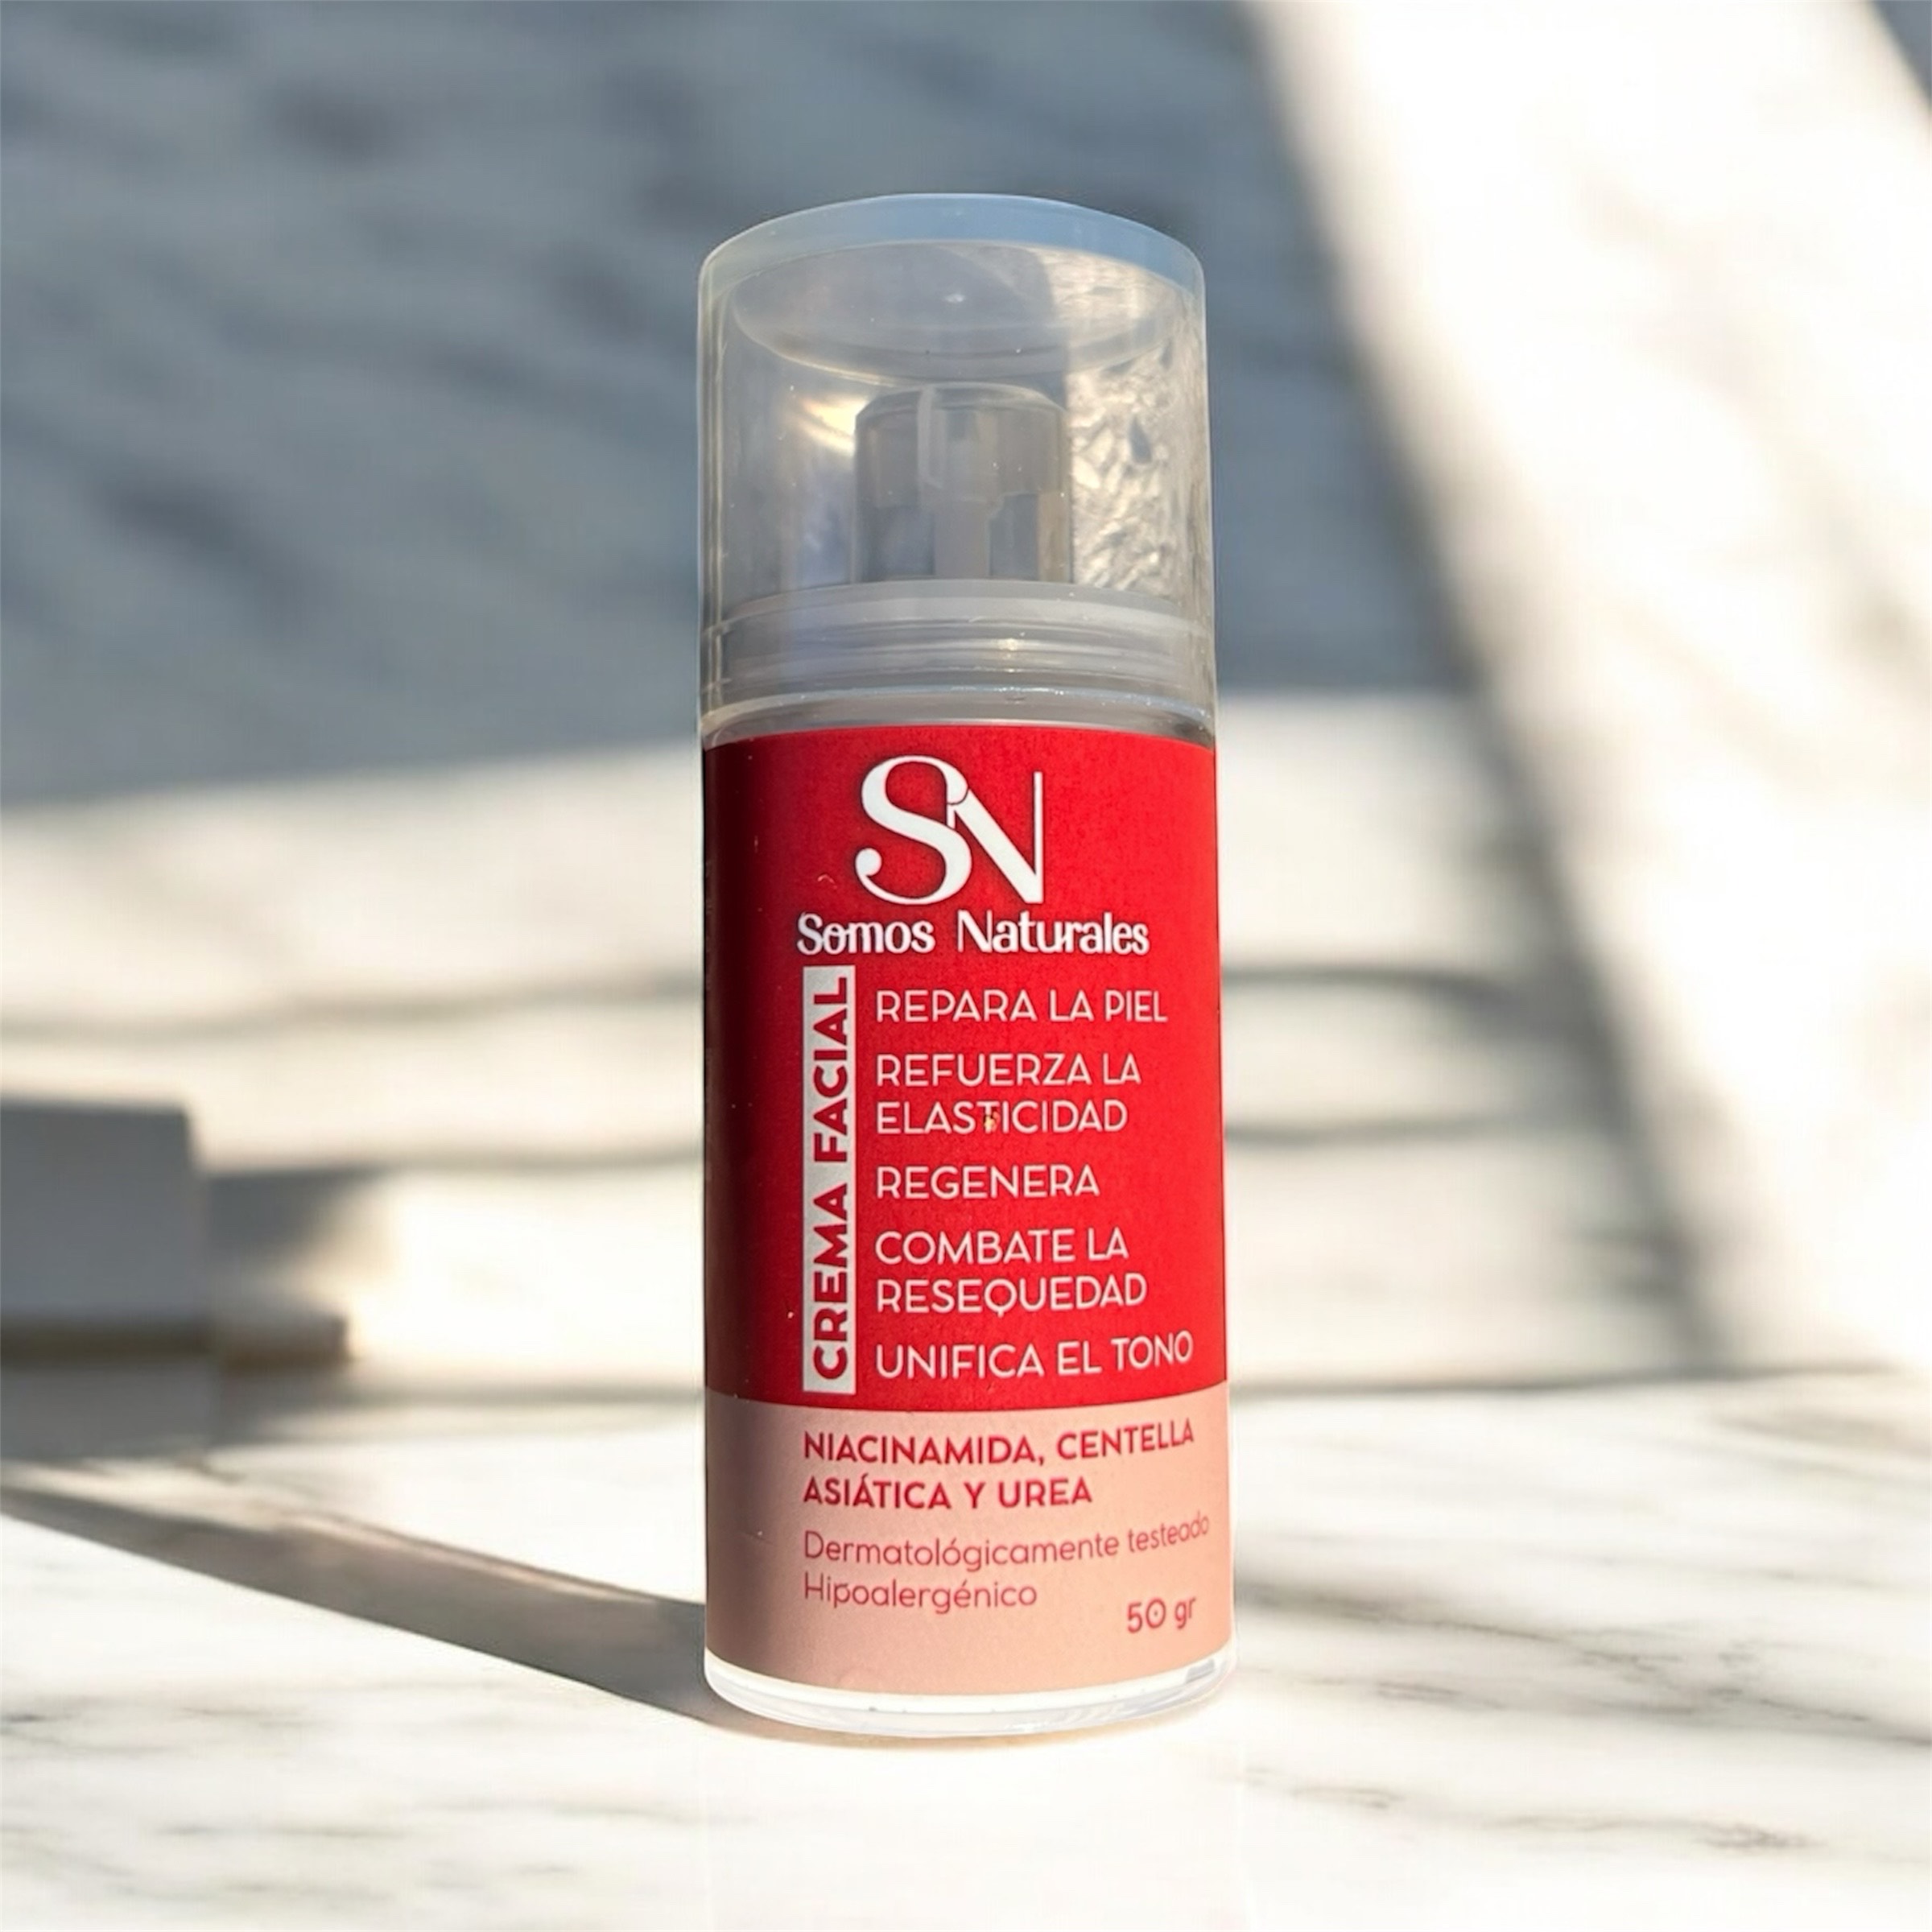 SN
Somos Naturales
CREMA FACIAL
REPARA LA PIEL
REFUERZA LA
ELASTICIDAD
REGENERA
COMBATE LA
RESEQUEDAD
UNIFICA EL TONO
NIACINAMIDA, CENTELLA
ASIÁTICA Y UREA
Dermatológicamente testeado
Hipoalergénico
50 gr